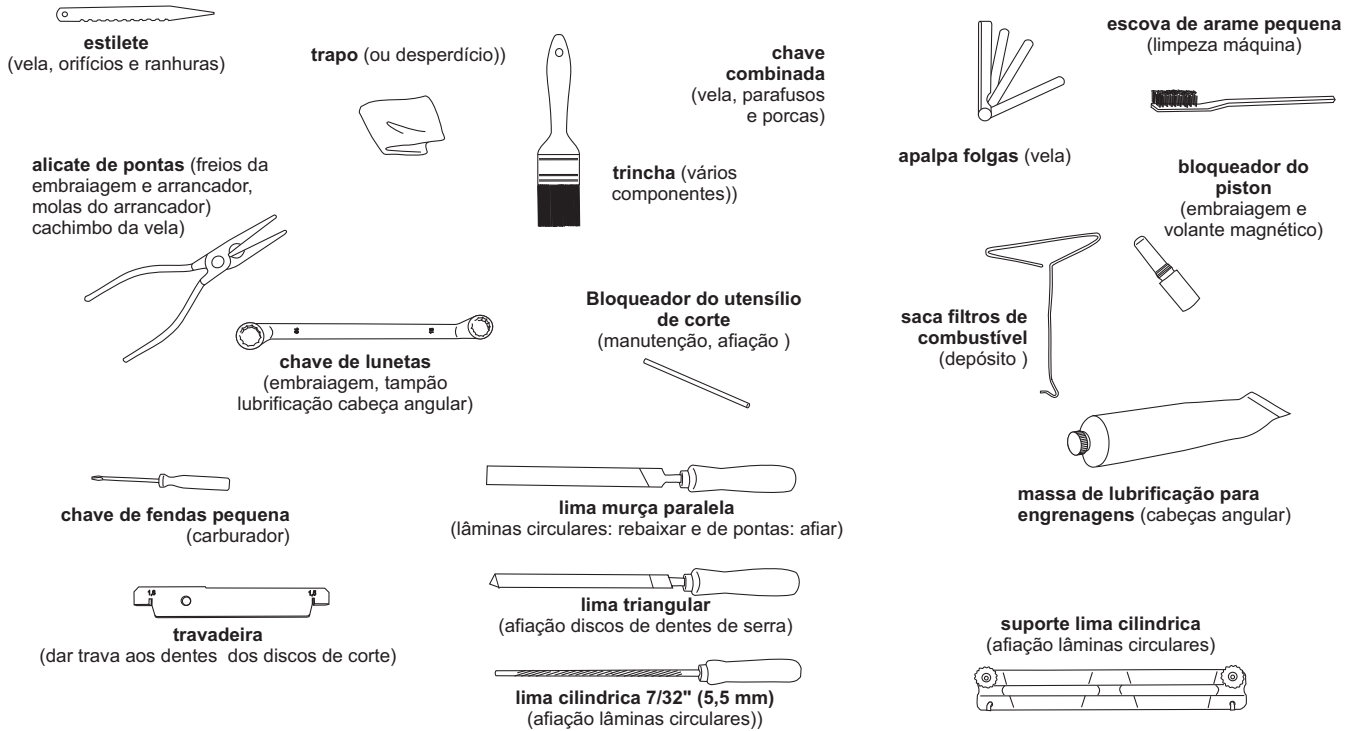 estilete
(vela, orifícios e ranhuras)
trapo (ou desperdício))
chave
combinada
(vela, parafusos
e porcas)
escova de arame pequena
(limpeza máquina)
alicate de pontas (freios da
embraiagem e arrancador,
molas do arrancador)
cachimbo da vela)
trincha (vários
componentes))
apalpa folgas (vela)
bloqueador do
piston
(embraiagem e
volante magnético)
chave de lunetas
(embraiagem, tampão
lubrificação cabeça angular)
Bloqueador do utensílio
de corte
(manutenção, afiação )
saca filtros de
combustível
(depósito )
chave de fendas pequena
(carburador)
lima murça paralela
(lâminas circulares: rebaixar e de pontas: afiar)
massa de lubrificação para
engrenagens (cabeças angular)
travadeira
(dar trava aos dentes dos discos de corte)
lima triangular
(afiação discos de dentes de serra)
suporte lima cilindrica
(afiação lâminas circulares)
lima cilindrica 7/32" (5,5 mm)
(afiação lâminas circulares))